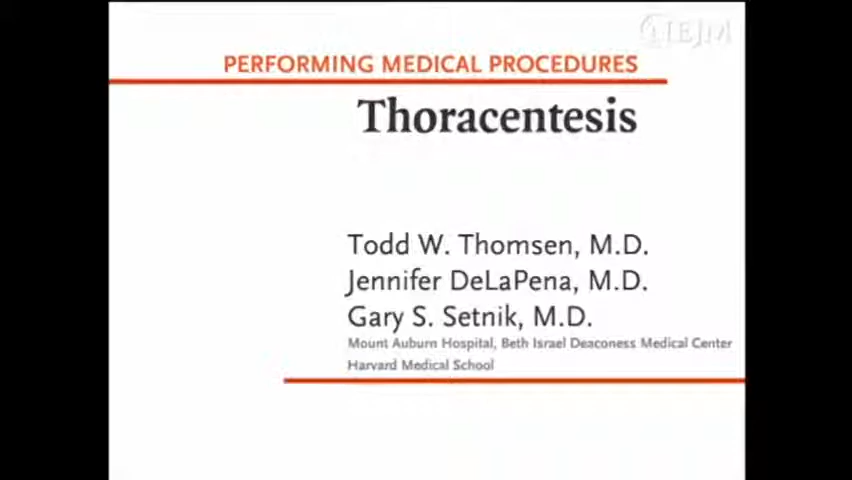 PERFORMING MEDICAL PROCEDURES
Thoracentesis
Todd W. Thomsen, M.D.
Jennifer DeLaPena, M.D.
Gary S. Setnik, M.D.
Mount Auburn Hospital, Beth Israel Deaconess Medical Center
Harvard Medical School